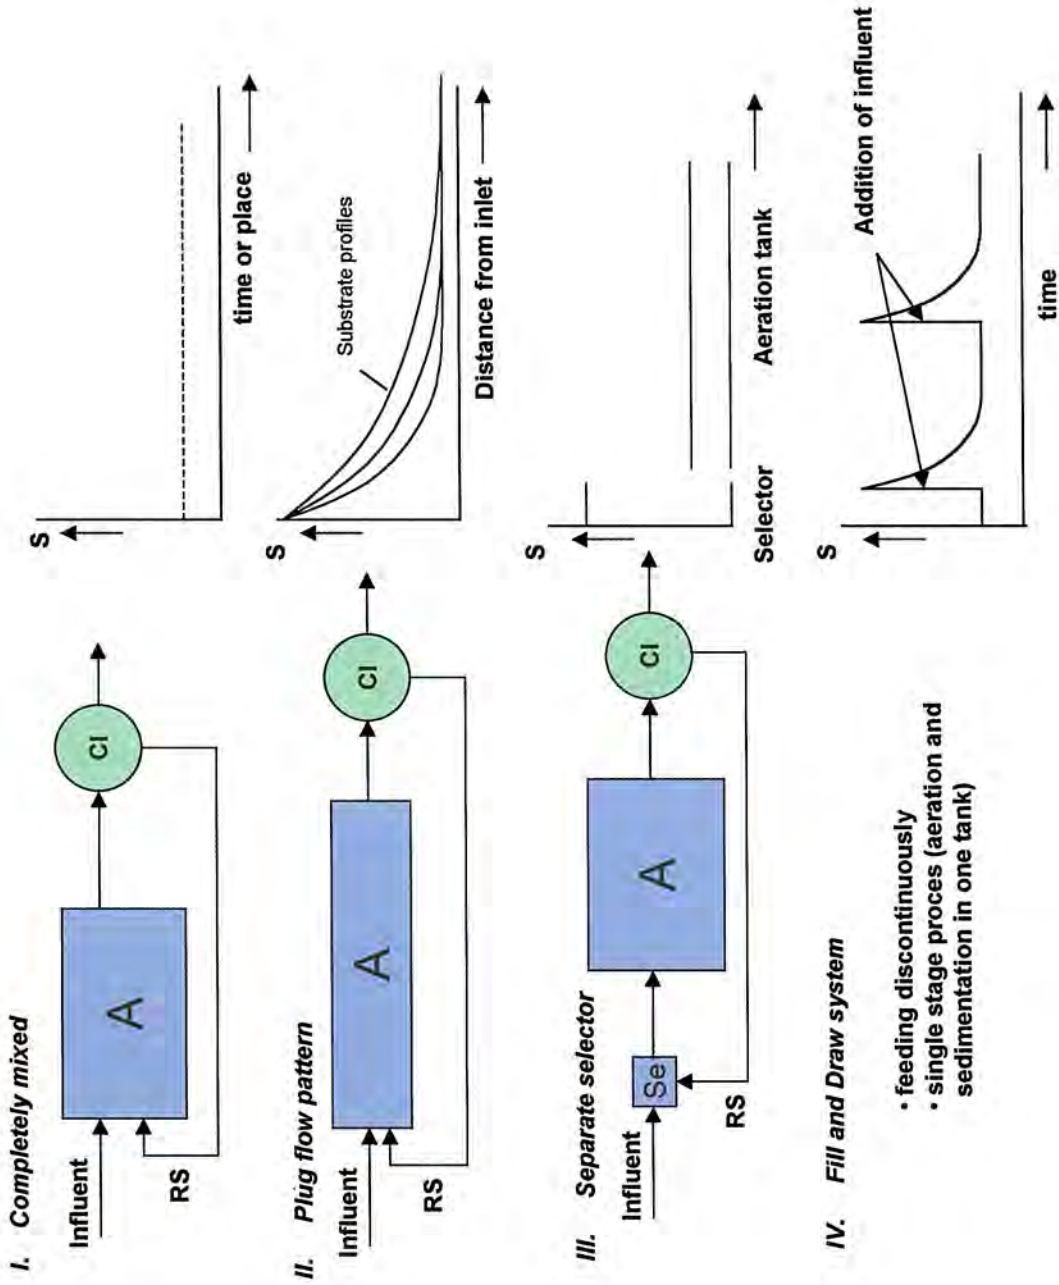 I. Completely mixed
Influent
A
Cl
RS
S
time or place
II. Plug flow pattern
Influent
A
Cl
RS
S
Substrate profiles
Distance from inlet
III. Separate selector
Influent
Se
A
Cl
RS
S
Selector
Aeration tank
IV. Fill and Draw system
• feeding discontinuously
• single stage proces (aeration and
sedimentation in one tank)
S
Addition of influent
time